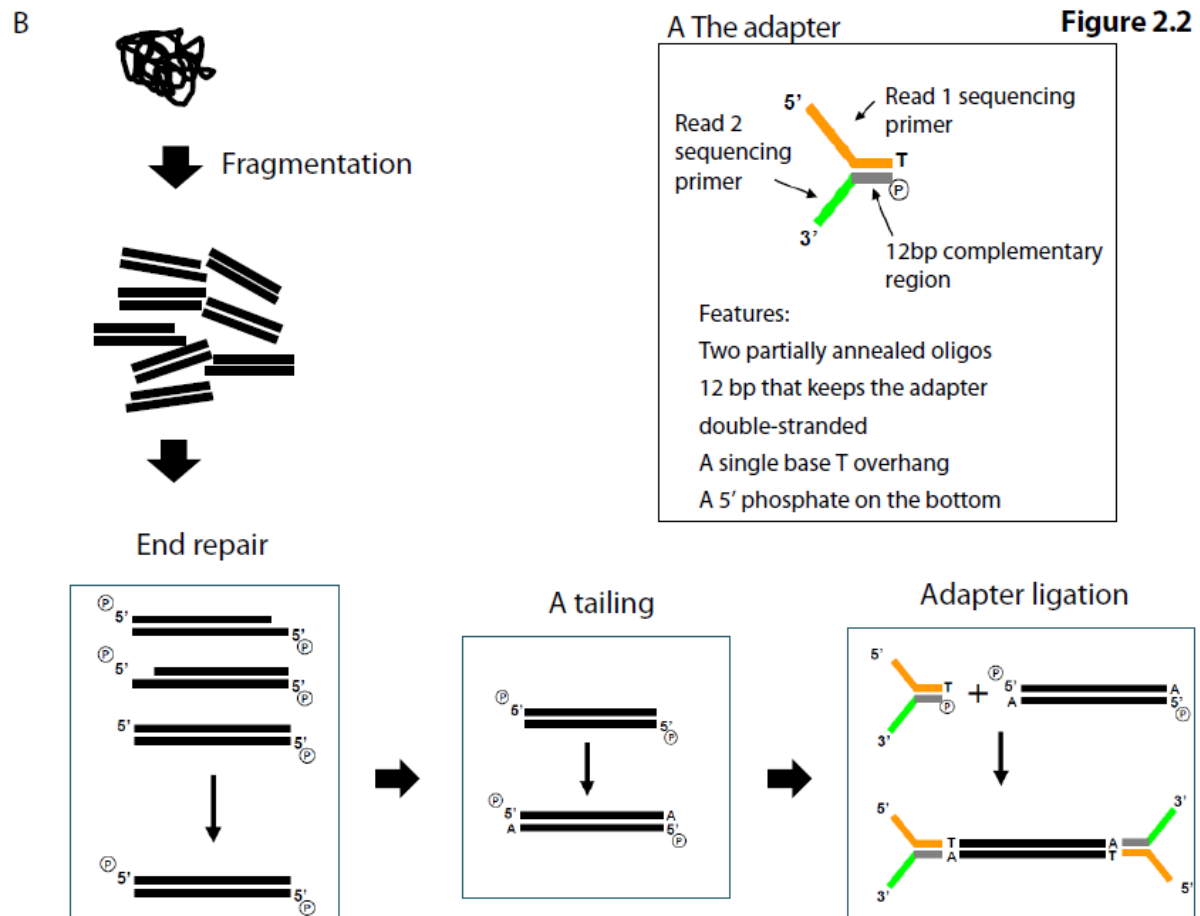 B
Figure 2.2
A The adapter
5’
Read 1 sequencing
primer
Read 2
sequencing
primer
T
P
3’
12bp complementary
region
Features:
Two partially annealed oligos
12 bp that keeps the adapter
double-stranded
A single base T overhang
A 5’ phosphate on the bottom
Fragmentation
End repair
P
5’
5’
P
P
5’
5’
P
5’
5’
P
P
5’
5’
P
A tailing
P
5’
5’
P
P
5’
A
A
5’
P
Adapter ligation
5’
T
P
3’
+
P
5’
A
A
5’
P
5’
3’
T
A
A
T
3’
5’